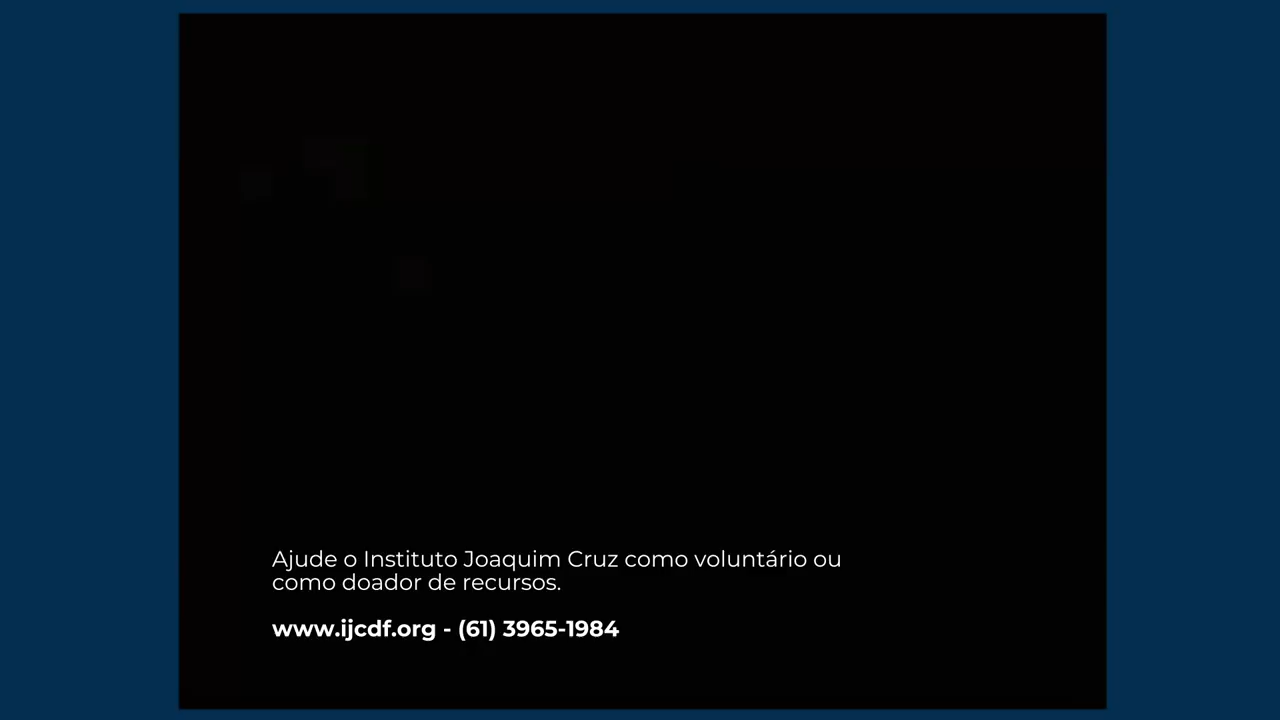 Ajude o Instituto Joaquim Cruz como voluntário ou
como doador de recursos.
www.ijcdf.org - (61) 3965-1984